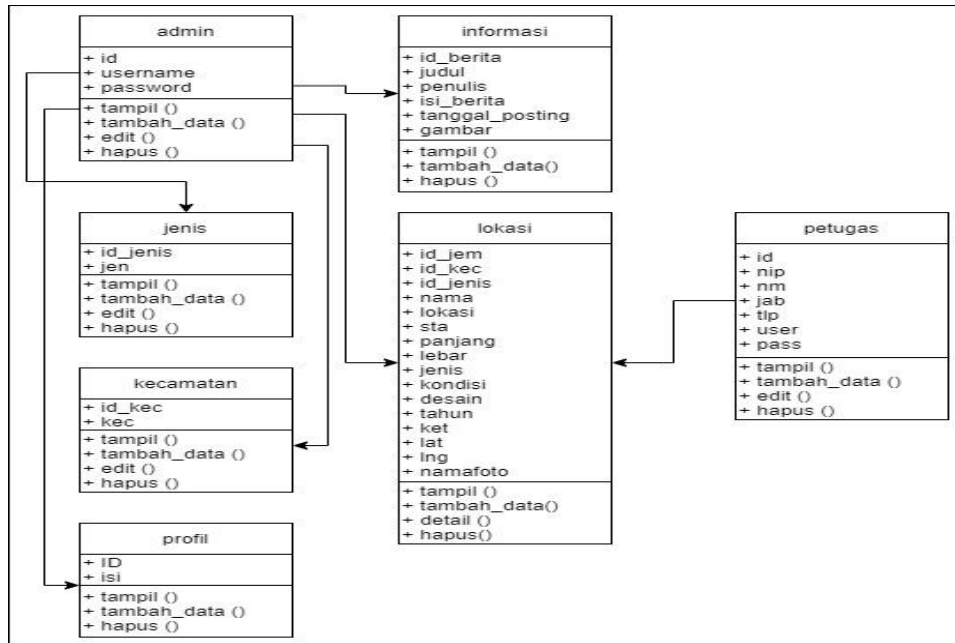 admin
+ id
+ username
+ password
+ tampil ()
+ tambah_data ()
+ edit ()
+ hapus ()
informasi
+ id_berita
+ judul
+ penulis
+ isi_berita
+ tanggal_posting
+ gambar
+ tampil ()
+ tambah_data()
+ hapus ()
jenis
+ id_jenis
+ jen
+ tampil ()
+ tambah_data ()
+ edit ()
+ hapus ()
lokasi
+ id_jem
+ id_kec
+ id_jenis
+ nama
+ lokasi
+ sta
+ panjang
+ lebar
+ jenis
+ kondisi
+ desain
+ tahun
+ ket
+ lat
+ lng
+ namafoto
+ tampil ()
+ tambah_data()
+ detail ()
+ hapus()
petugas
+ id
+ nip
+ nm
+ jab
+ tlp
+ user
+ pass
+ tampil ()
+ tambah_data ()
+ edit ()
+ hapus ()
kecamatan
+ id_kec
+ kec
+ tampil ()
+ tambah_data ()
+ edit ()
+ hapus ()
profil
+ ID
+ isi
+ tampil ()
+ tambah_data ()
+ hapus ()